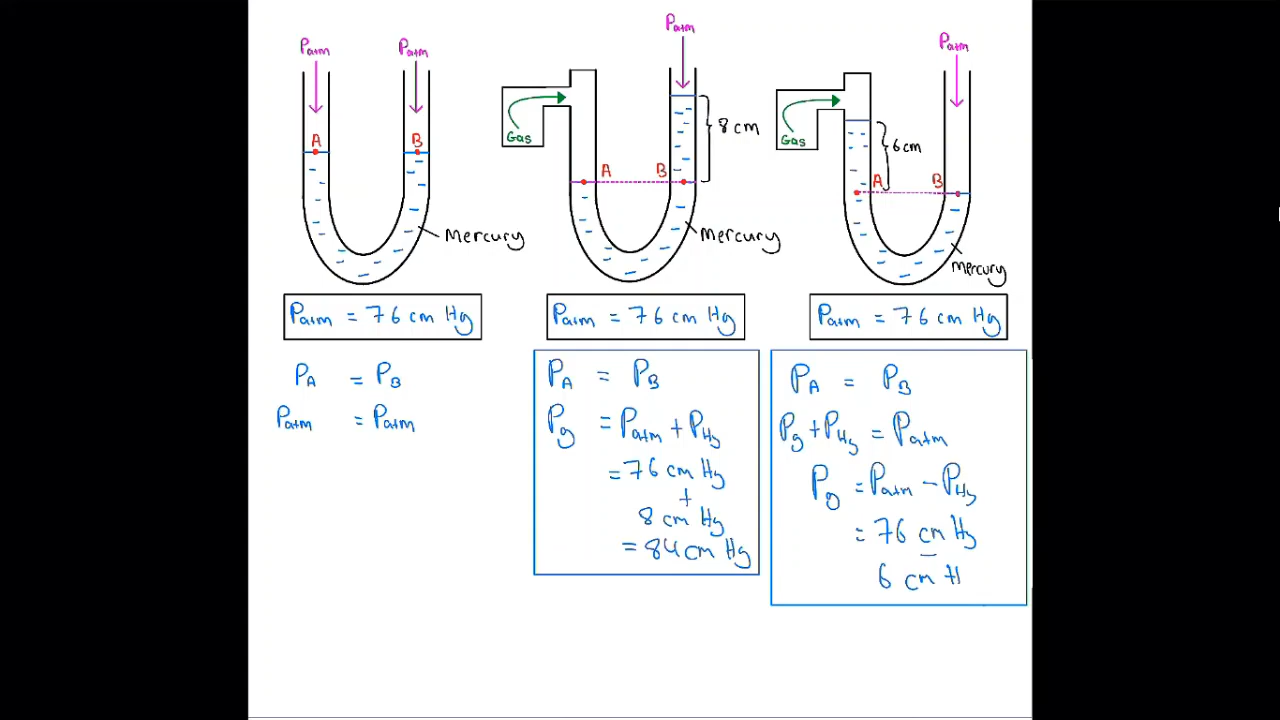 Patm
Patm
A
B
Mercury
Patm = 76 cm Hg
PA = PB
Patm = Patm
Patm
Gas
8 cm
A
B
Mercury
Patm = 76 cm Hg
PA = PB
Pg = Patm + PHg
= 76 cm Hg
+
8 cm Hg
= 84 cm Hg
Patm
Gas
6 cm
A
B
Mercury
Patm = 76 cm Hg
PA = PB
Pg + PHg = Patm
Pg = Patm - PHg
= 76 cm Hg
-
6 cm H